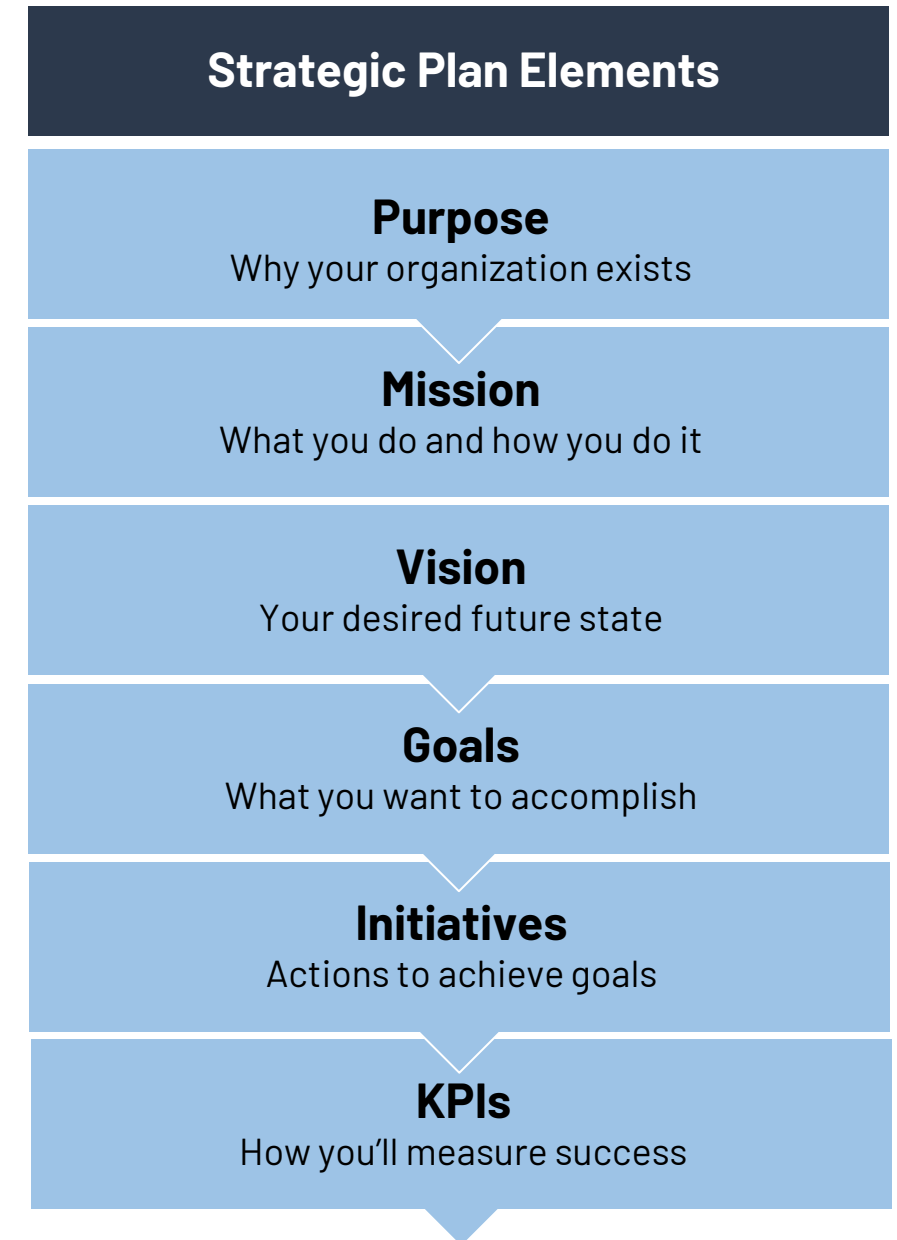 Strategic Plan Elements
Purpose
Why your organization exists
Mission
What you do and how you do it
Vision
Your desired future state
Goals
What you want to accomplish
Initiatives
Actions to achieve goals
KPIs
How you’ll measure success